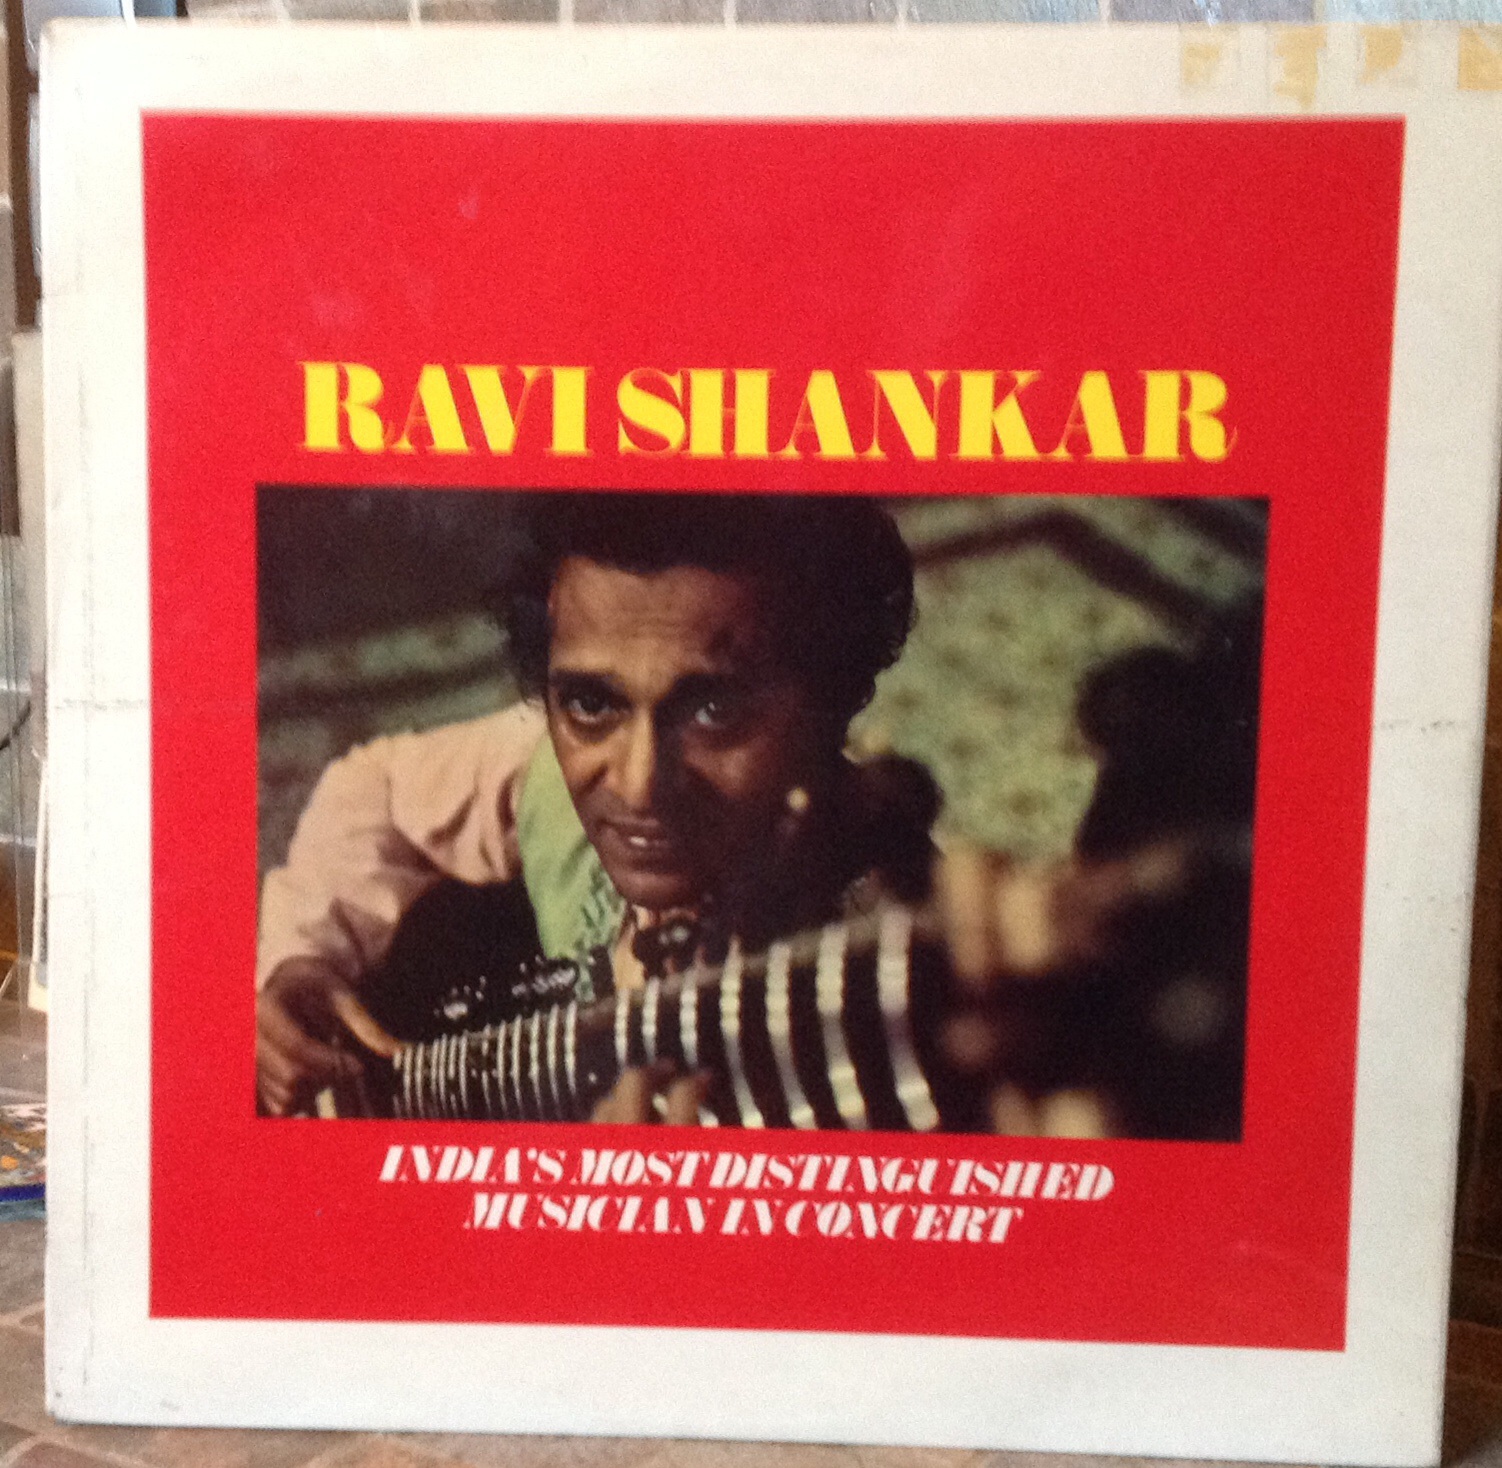 RAVI SHANKAR
INDIA'S MOST DISTINGUISHED
MUSICIAN IN CONCERT